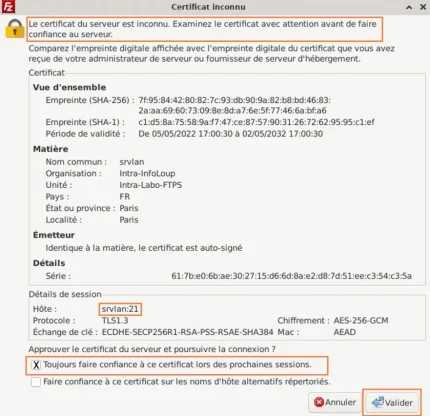 Certificat inconnu
Le certificat du serveur est inconnu. Examinez le certificat avec attention avant de faire
confiance au serveur.
Comparez l'empreinte digitale affichée avec l'empreinte digitale du certificat que vous avez
reçue de votre administrateur de serveur ou fournisseur de serveur d'hébergement.
Certificat
Vue d'ensemble
Empreinte (SHA-256) : 7f:95:84:42:80:82:7c:93:db:90:9a:82:b8:bd:46:83:
2a:aa:69:60:73:09:8e:8d:a7:6e:5f:77:46:6a:bf:a6
Empreinte (SHA-1) : c1:d5:8a:75:58:9a:f7:47:ce:87:57:90:31:26:72:62:95:95:c1:ef
Période de validité : De 05/05/2022 17:00:30 à 02/05/2032 17:00:30
Matière
Nom commun : srvlan
Organisation : Intra-InfoLoup
Unité : Intra-Labo-FTPS
Pays : FR
État ou province : Paris
Localité : Paris
Émetteur
Identique à la matière, le certificat est auto-signé
Détails
Série : 61:7b:e0:6b:ae:30:27:15:d6:6d:8a:e2:d8:7d:51:ee:c3:54:c3:5a
Détails de session
Hôte : srvlan:21
Protocole : TLS1.3 Chiffrement : AES-256-GCM
Échange de clé : ECDHE-SECP256R1-RSA-PSS-RSAE-SHA384 Mac : AEAD
Approuver le certificat du serveur et poursuivre la connexion ?
X Toujours faire confiance à ce certificat lors des prochaines sessions.
Faire confiance à ce certificat sur les noms d'hôte alternatifs répertoriés.
Annuler Valider